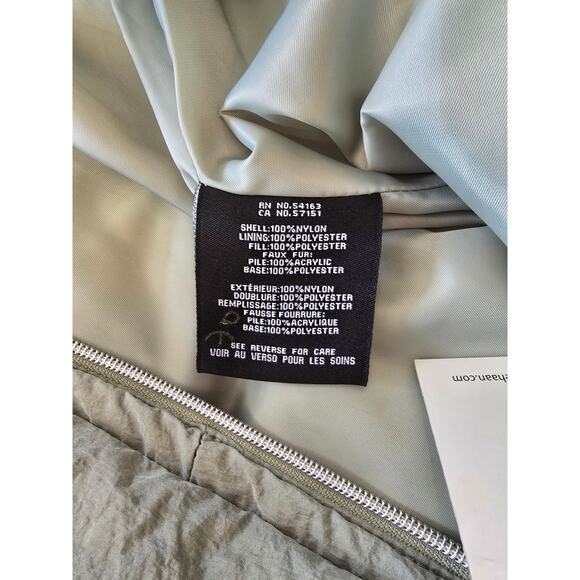 RN NO.54163
CA NO.57151
SHELL:100%NYLON
LINING:100%POLYESTER
FILL:100%POLYESTER
FAUX FUR:
PILE:100%ACRYLIC
BASE:100%POLYESTER
EXTÉRIEUR:100%NYLON
DOUBLURE:100%POLYESTER
REMPLISSAGE:100%POLYESTER
FAUSSE FOURRURE:
PILE:100%ACRYLIQUE
BASE:100%POLYESTER
SEE REVERSE FOR CARE
VOIR AU VERSO POUR LES SOINS
ehaan.com